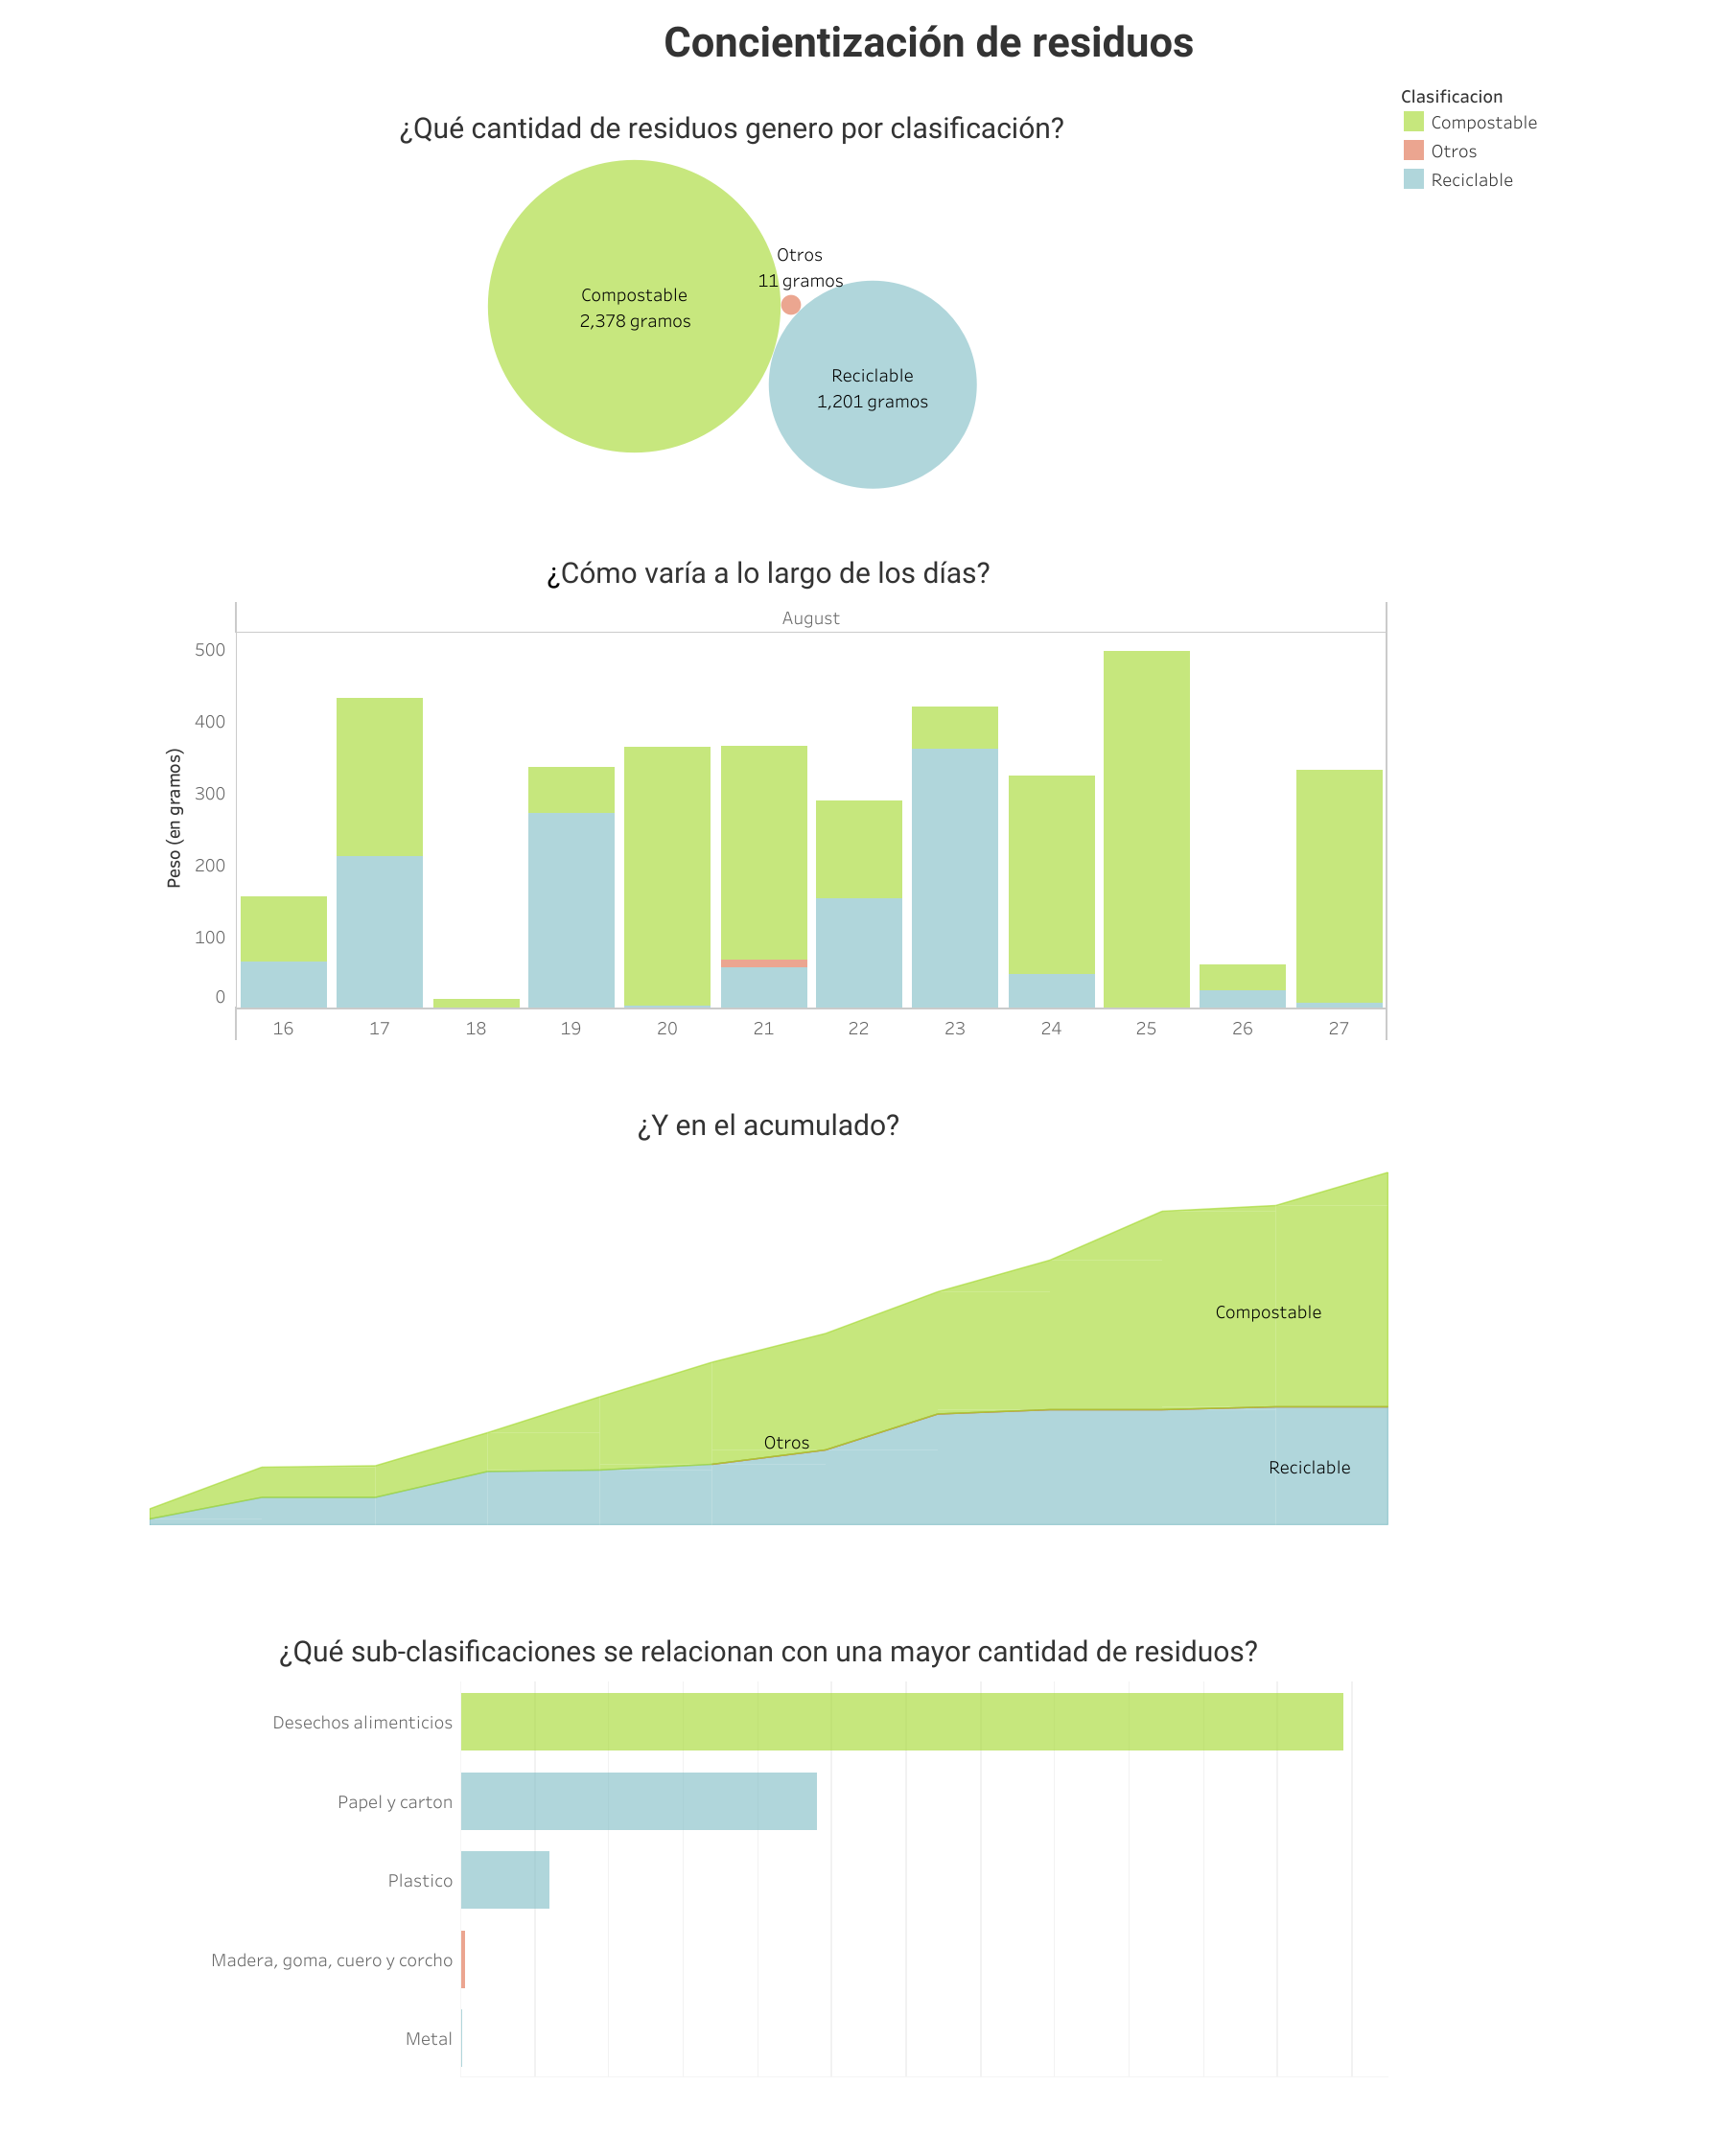 Concientización de residuos
Clasificacion
Compostable
Otros
Reciclable
¿Qué cantidad de residuos genero por clasificación?
Otros
11 gramos
Compostable
2,378 gramos
Reciclable
1,201 gramos
¿Cómo varía a lo largo de los días?
August
Peso (en gramos)
500
400
300
200
100
0
16 17 18 19 20 21 22 23 24 25 26 27
¿Y en el acumulado?
Compostable
Otros
Reciclable
¿Qué sub-clasificaciones se relacionan con una mayor cantidad de residuos?
Desechos alimenticios
Papel y carton
Plastico
Madera, goma, cuero y corcho
Metal